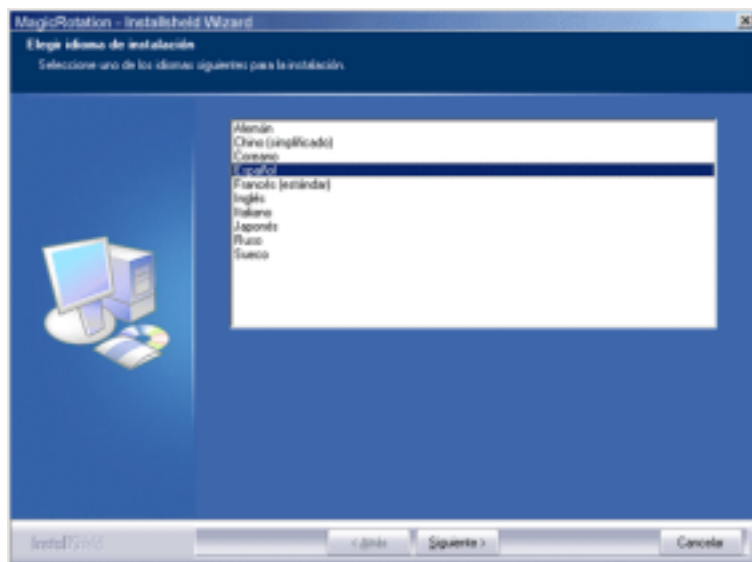 MagicRotation - InstallShield Wizard
Elegir idioma de instalación
Seleccione uno de los idiomas siguientes para la instalación.
Alemán
Chino (simplificado)
Coreano
Español
Francés (estándar)
Inglés
Italiano
Japonés
Ruso
Sueco
InstallShield
< Atrás
Siguiente >
Cancelar